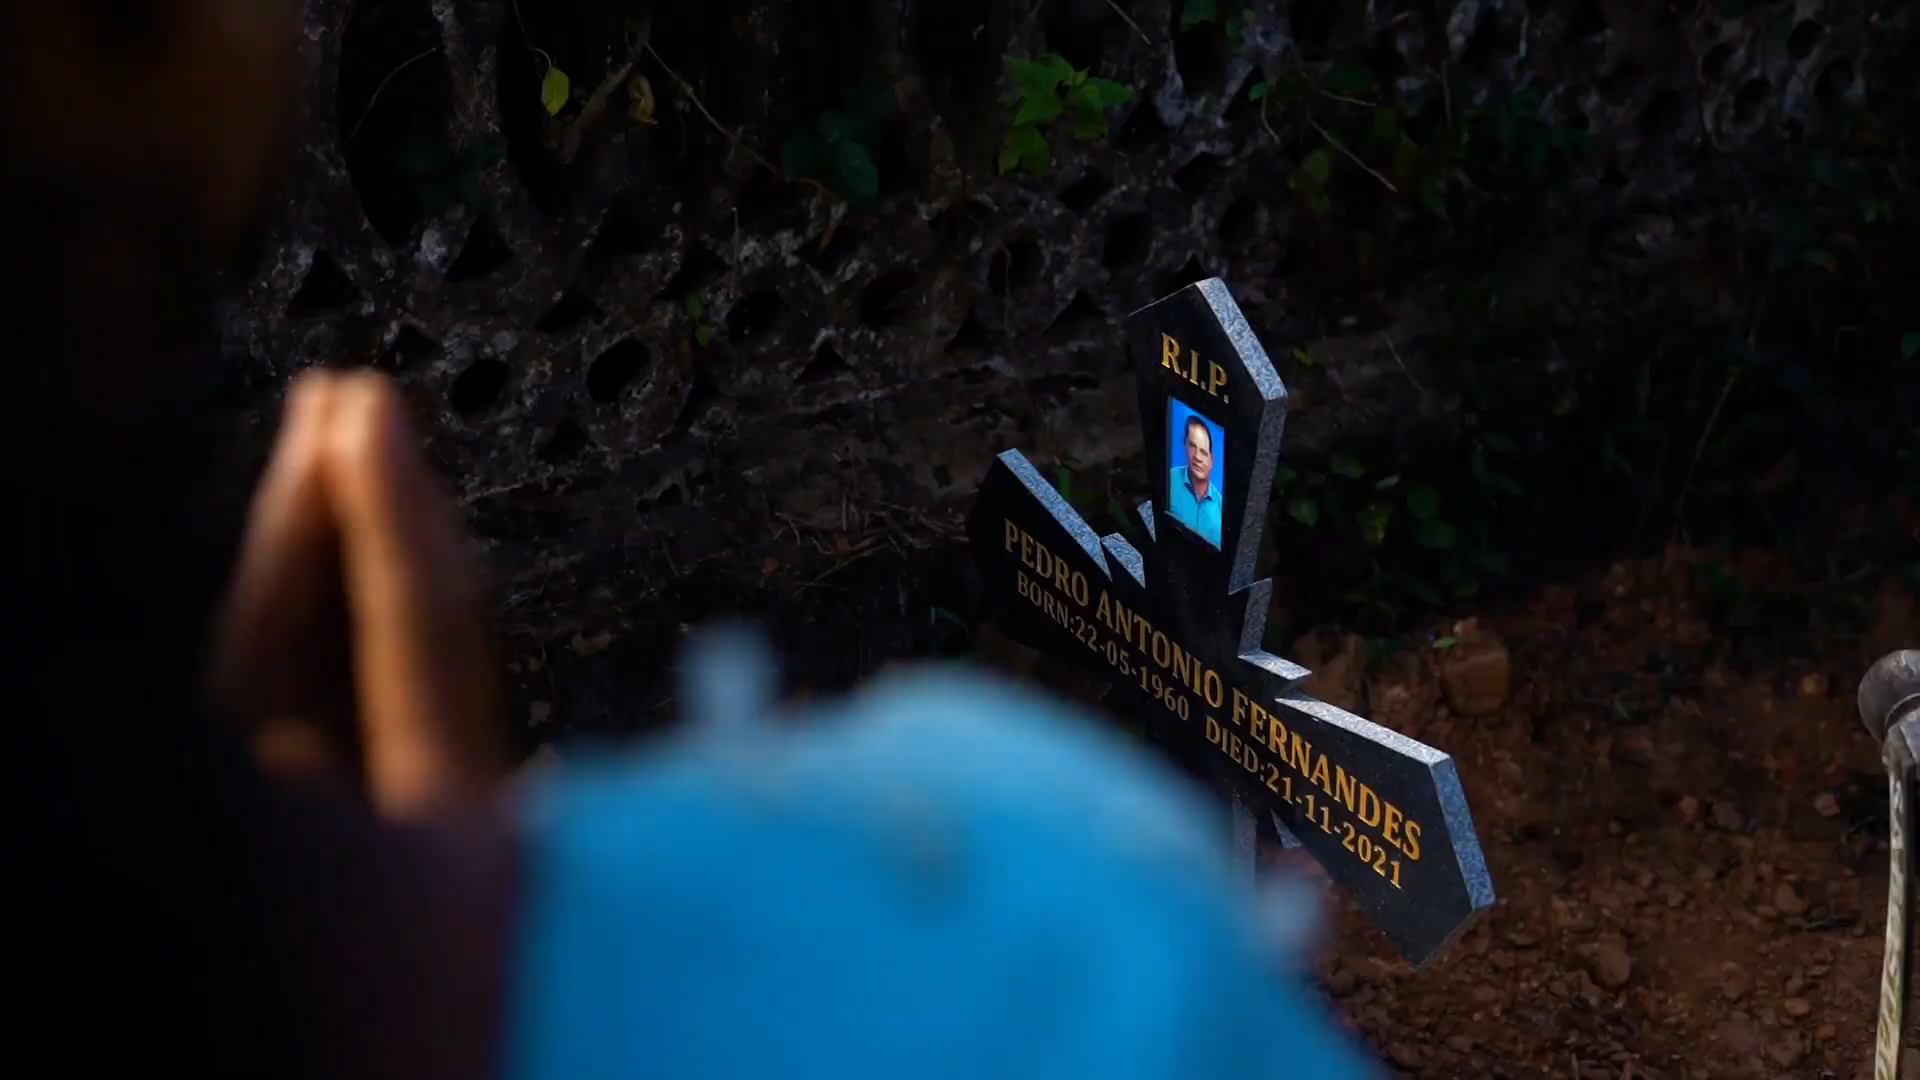 R.I.P.
PEDRO ANTONIO FERNANDES
BORN:22-05-1960 DIED:21-11-2021